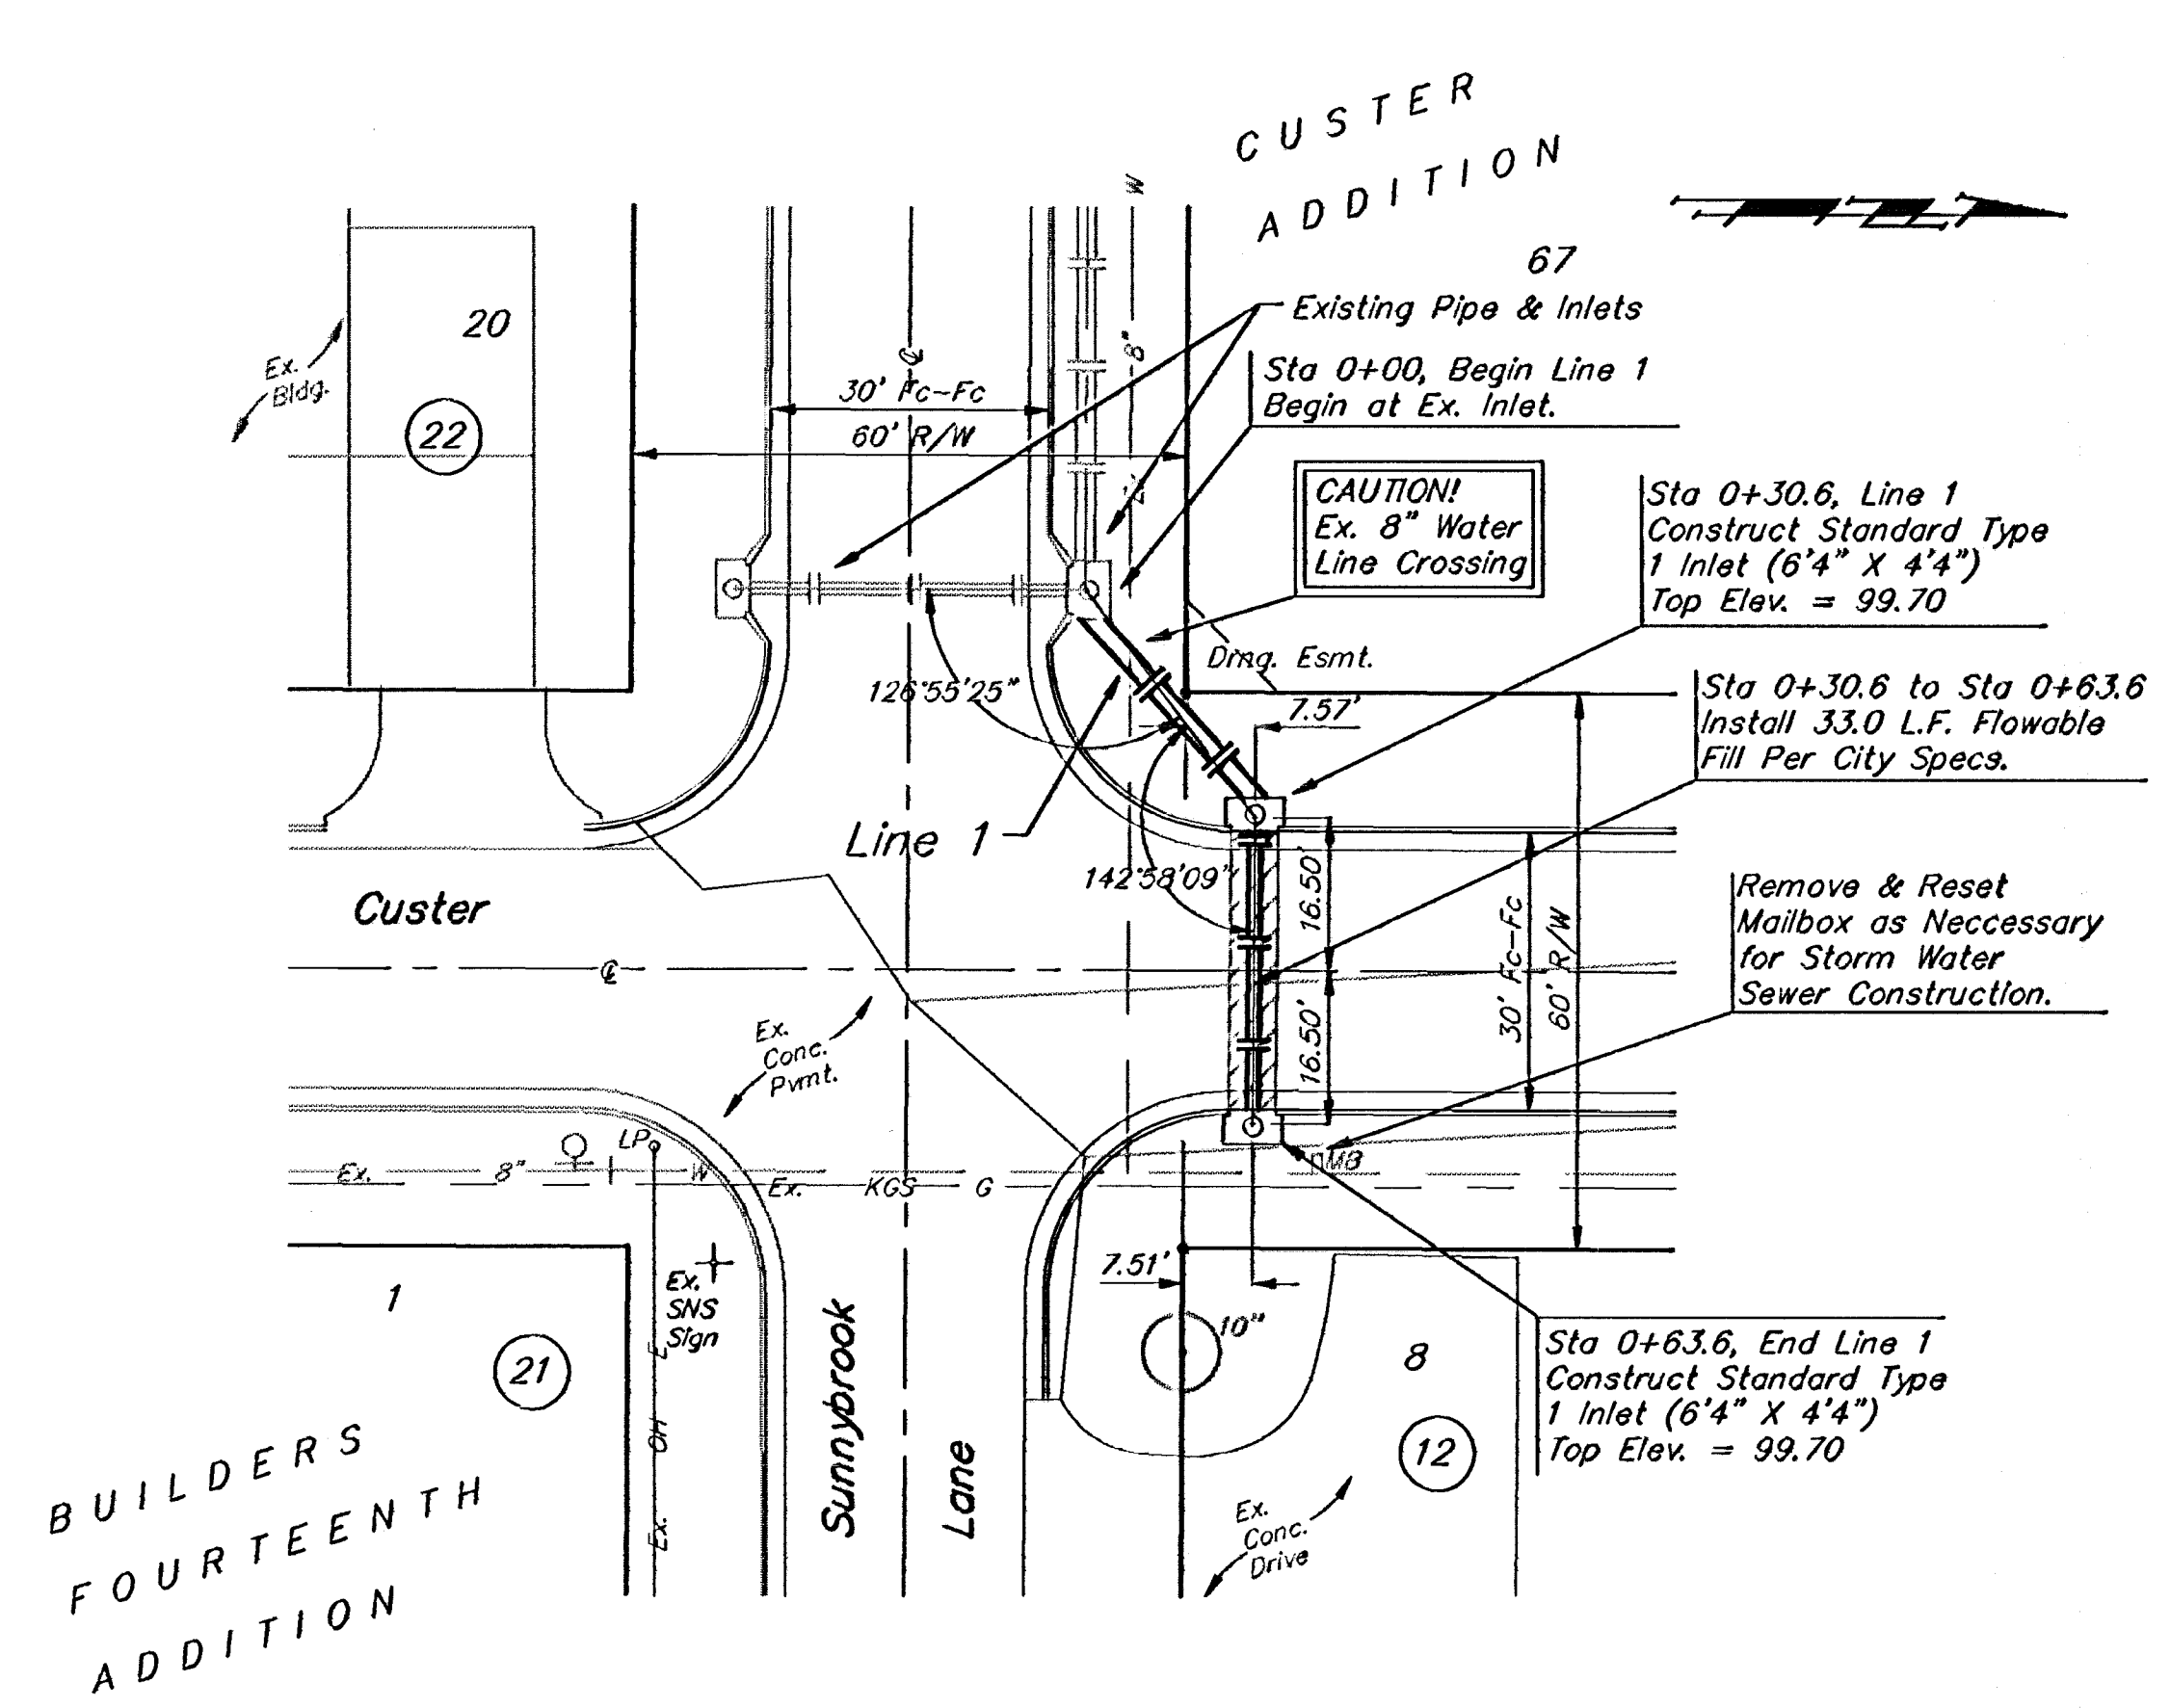 CUSTER
ADDITION
67
Existing Pipe & Inlets
Sta 0+00, Begin Line 1
Begin at Ex. Inlet.
W
8"
20
Ex.
Bldg.
22
℄
30' Fc-Fc
60' R/W
CAUTION!
Ex. 8" Water
Line Crossing
Sta 0+30.6, Line 1
Construct Standard Type
1 Inlet (6'4" X 4'4")
Top Elev. = 99.70
Drng. Esmt.
126°55'25"
7.57'
Sta 0+30.6 to Sta 0+63.6
Install 33.0 L.F. Flowable
Fill Per City Specs.
Line 1
142°58'09"
16.50'
16.50'
30' Fc-Fc
60' R/W
Custer
℄
Remove & Reset
Mailbox as Neccessary
for Storm Water
Sewer Construction.
Ex.
Conc.
Pvmt.
LP
Ex. 8" W
Ex. KGS G
MB
7.51'
1
Ex.
SNS
Sign
21
Ex. OH E
Sunnybrook
Lane
10"
8
12
Sta 0+63.6, End Line 1
Construct Standard Type
1 Inlet (6'4" X 4'4")
Top Elev. = 99.70
Ex.
Conc.
Drive
BUILDERS
FOURTEENTH
ADDITION